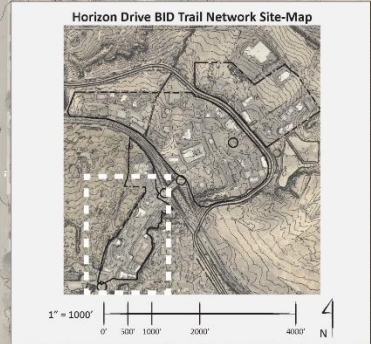 Horizon Drive BID Trail Network Site-Map
1" = 1000'
0' 500' 1000' 2000' 4000'
N